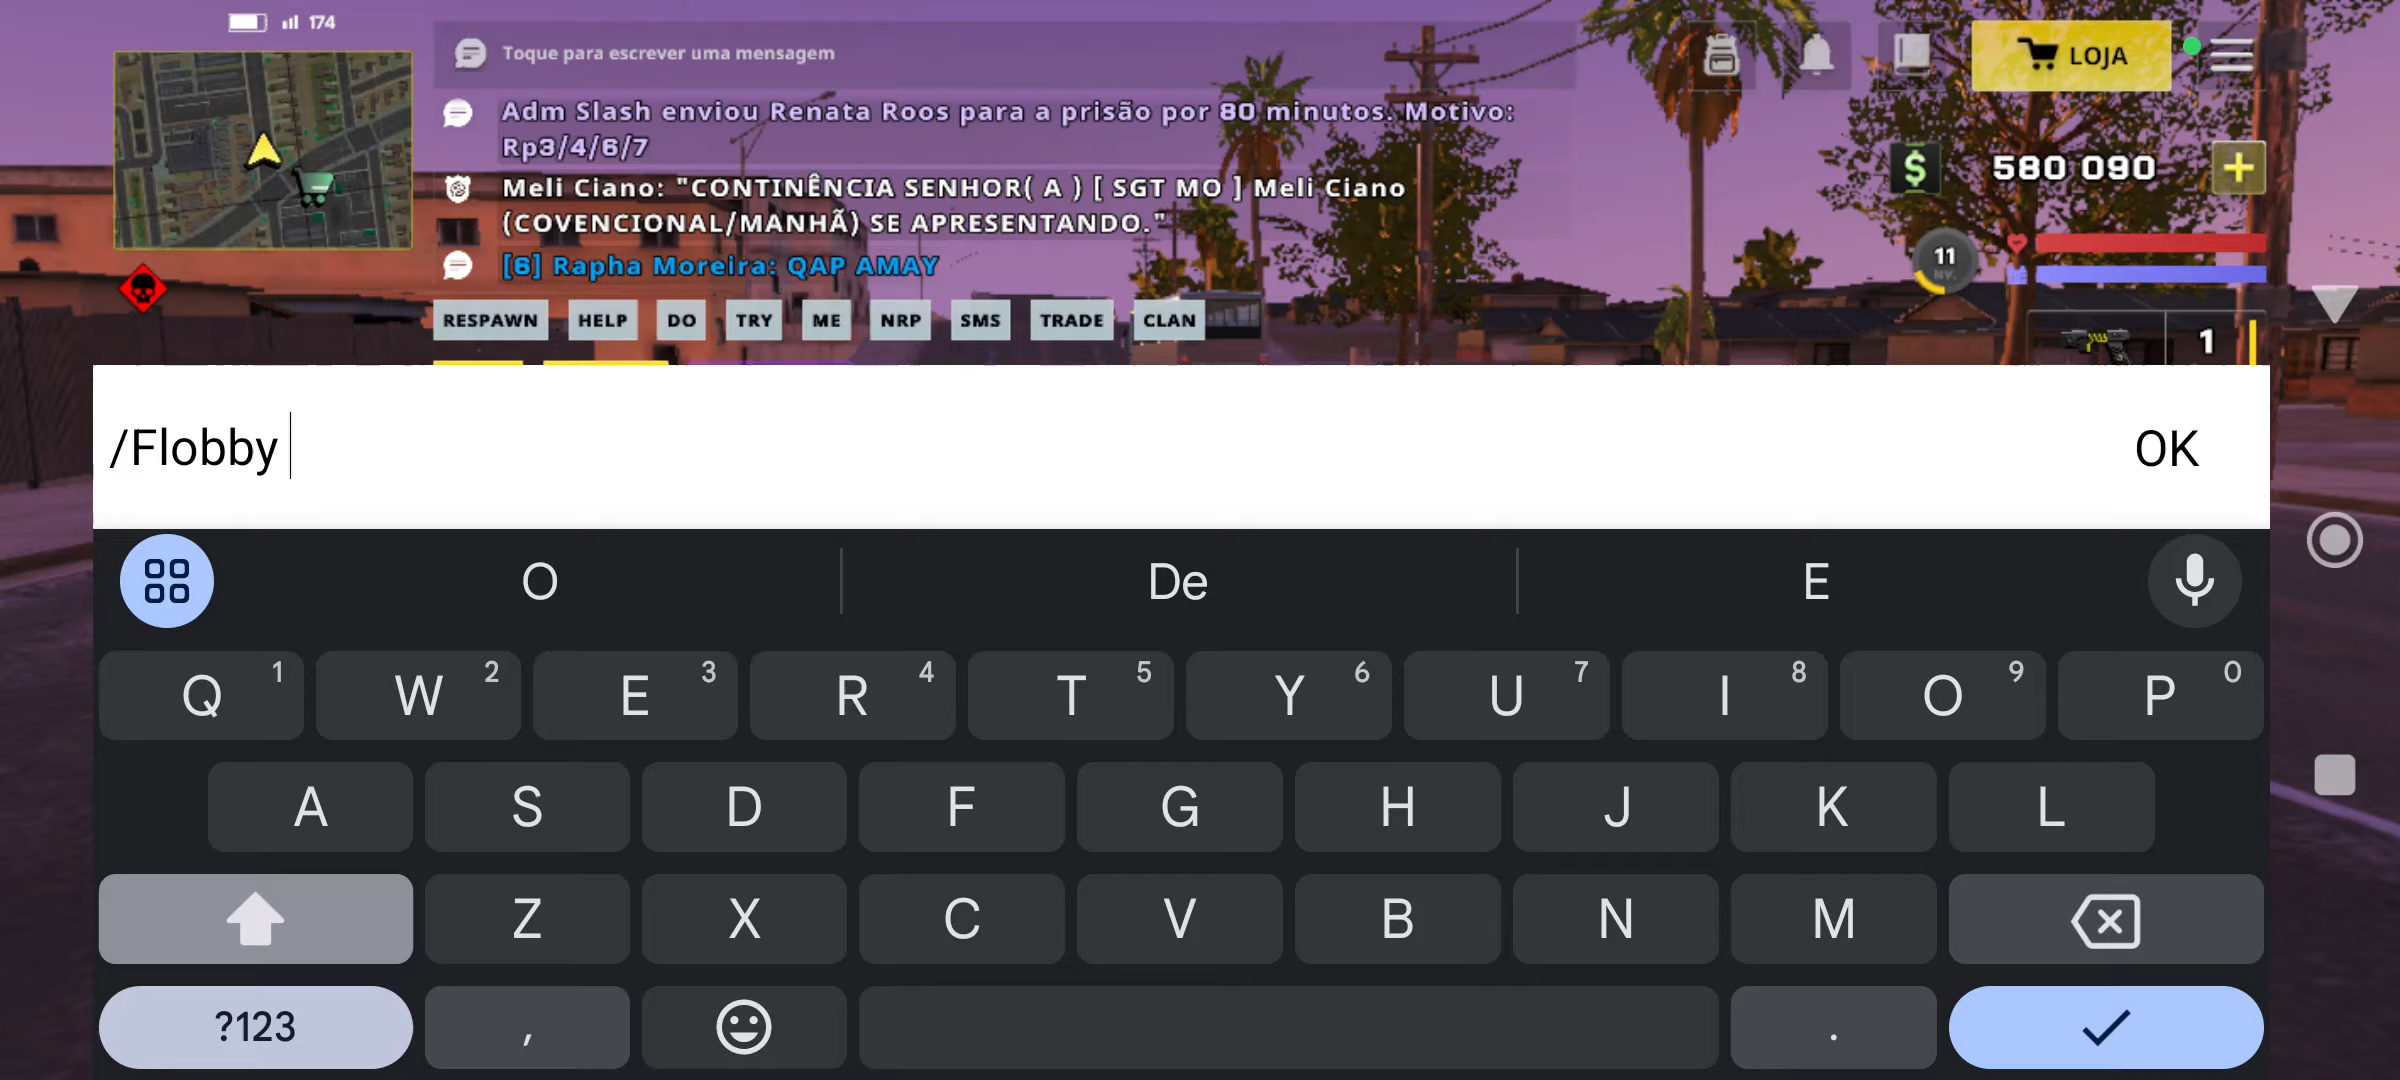 174
Toque para escrever uma mensagem
LOJA
Adm Slash enviou Renata Roos para a prisão por 80 minutos. Motivo:
Rp3/4/6/7
Meli Ciano: "CONTINÊNCIA SENHOR( A ) [ SGT MO ] Meli Ciano
(COVENCIONAL/MANHÃ) SE APRESENTANDO."
[6] Rapha Moreira: QAP AMAY
$ 580 090 +
11
NV.
RESPAWN HELP DO TRY ME NRP SMS TRADE CLAN
1
/Flobby
OK
O De E
Q 1 W 2 E 3 R 4 T 5 Y 6 U 7 I 8 O 9 P 0
A S D F G H J K L
Z X C V B N M
?123 , .